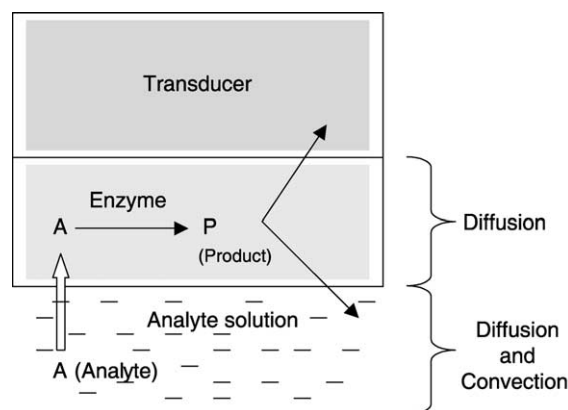 Transducer
Enzyme
A
P
(Product)
Diffusion
Analyte solution
A (Analyte)
Diffusion
and
Convection